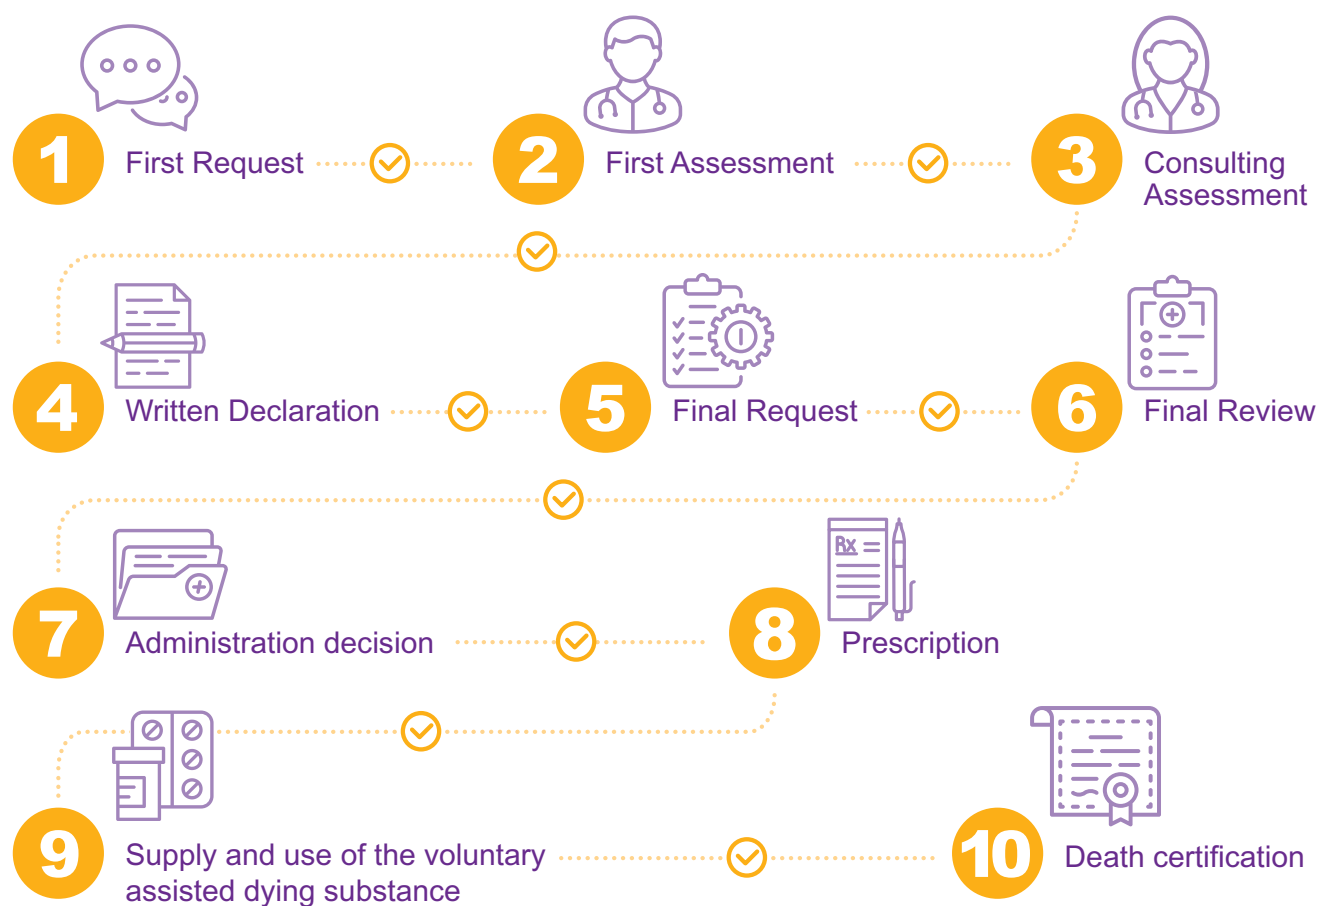 1
First Request
2
First Assessment
3
Consulting
Assessment
4
Written Declaration
5
Final Request
6
Final Review
7
Administration decision
8
Rx
Prescription
9
Supply and use of the voluntary
assisted dying substance
10
Death certification